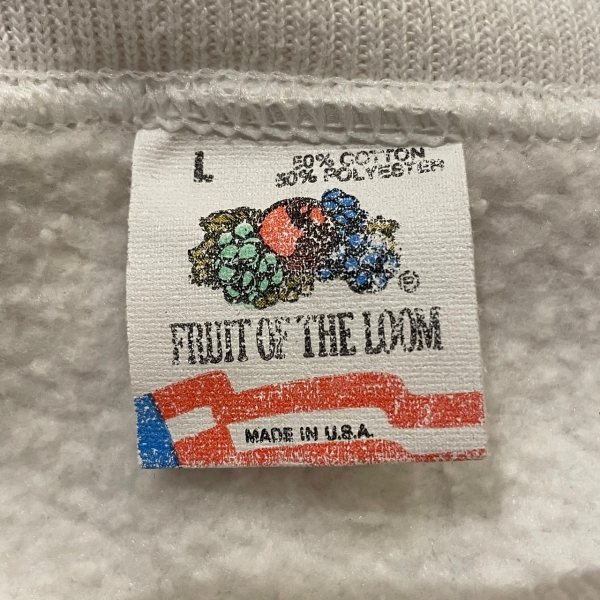 L
50% COTTON
50% POLYESTER
®
FRUIT OF THE LOOM
MADE IN U.S.A.